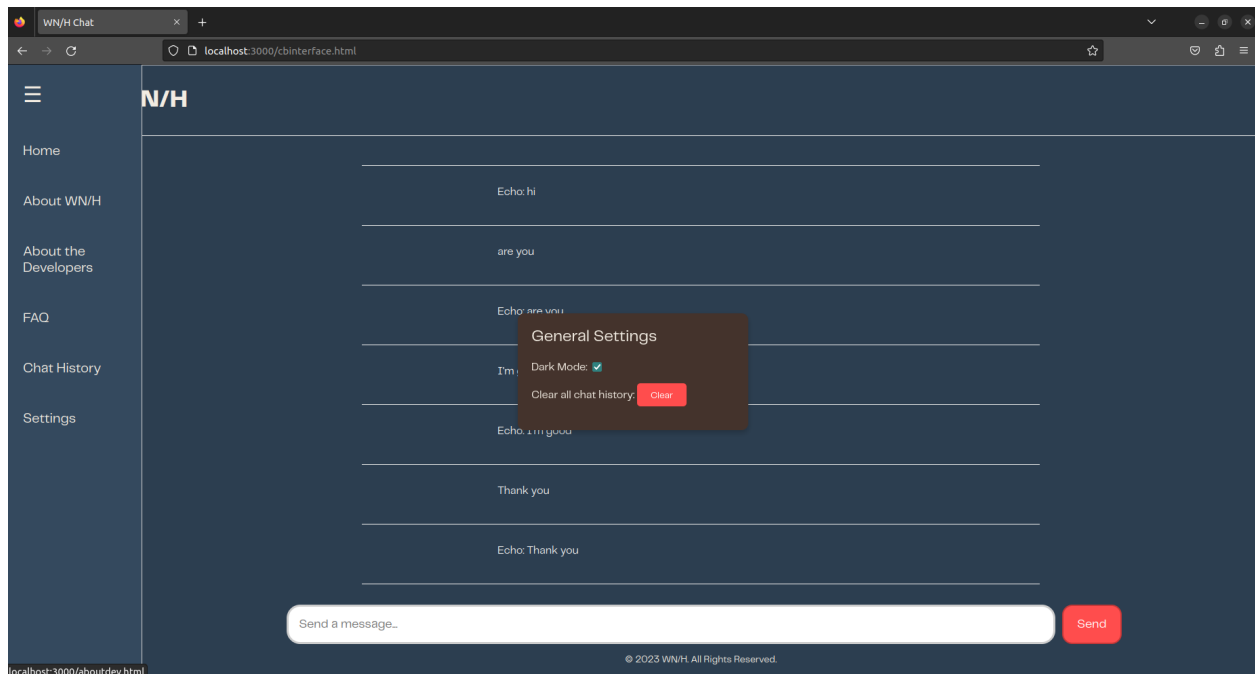 WN/H Chat
localhost:3000/cbinterface.html
N/H
Home
About WN/H
About the
Developers
FAQ
Chat History
Settings
Echo: hi
are you
Echo: are you
I'm
Echo: I'm good
Thank you
Echo: Thank you
General Settings
Dark Mode:
Clear all chat history: Clear
Send a message...
Send
© 2023 WN/H. All Rights Reserved.
localhost:3000/aboutdev.html